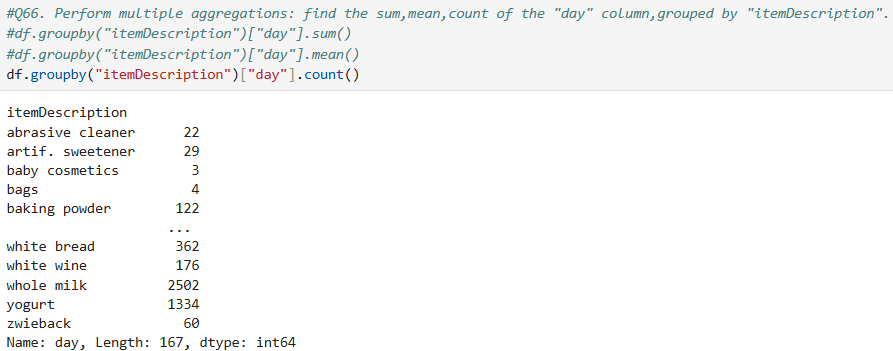 #Q66. Perform multiple aggregations: find the sum,mean,count of the "day" column,grouped by "itemDescription".
#df.groupby("itemDescription")["day"].sum()
#df.groupby("itemDescription")["day"].mean()
df.groupby("itemDescription")["day"].count()
itemDescription
abrasive cleaner 22
artif. sweetener 29
baby cosmetics 3
bags 4
baking powder 122
...
white bread 362
white wine 176
whole milk 2502
yogurt 1334
zwieback 60
Name: day, Length: 167, dtype: int64